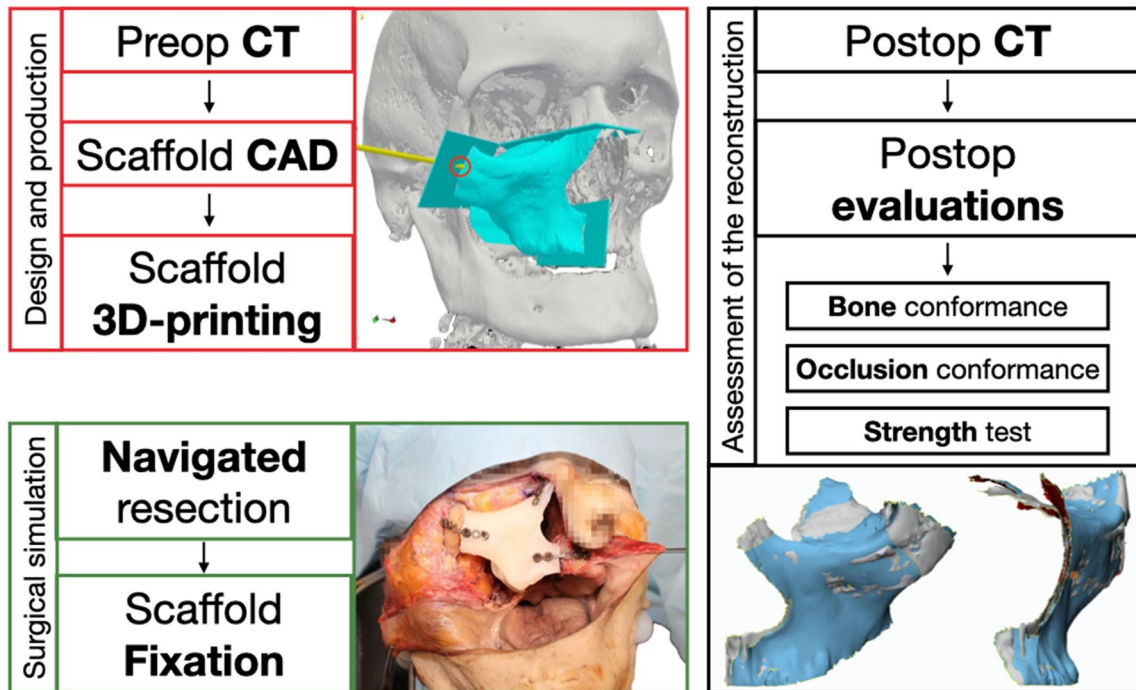 Design and production
Preop CT
Scaffold CAD
Scaffold
3D-printing
Surgical simulation
Navigated
resection
Scaffold
Fixation
Assessment of the reconstruction
Postop CT
Postop
evaluations
Bone conformance
Occlusion conformance
Strength test